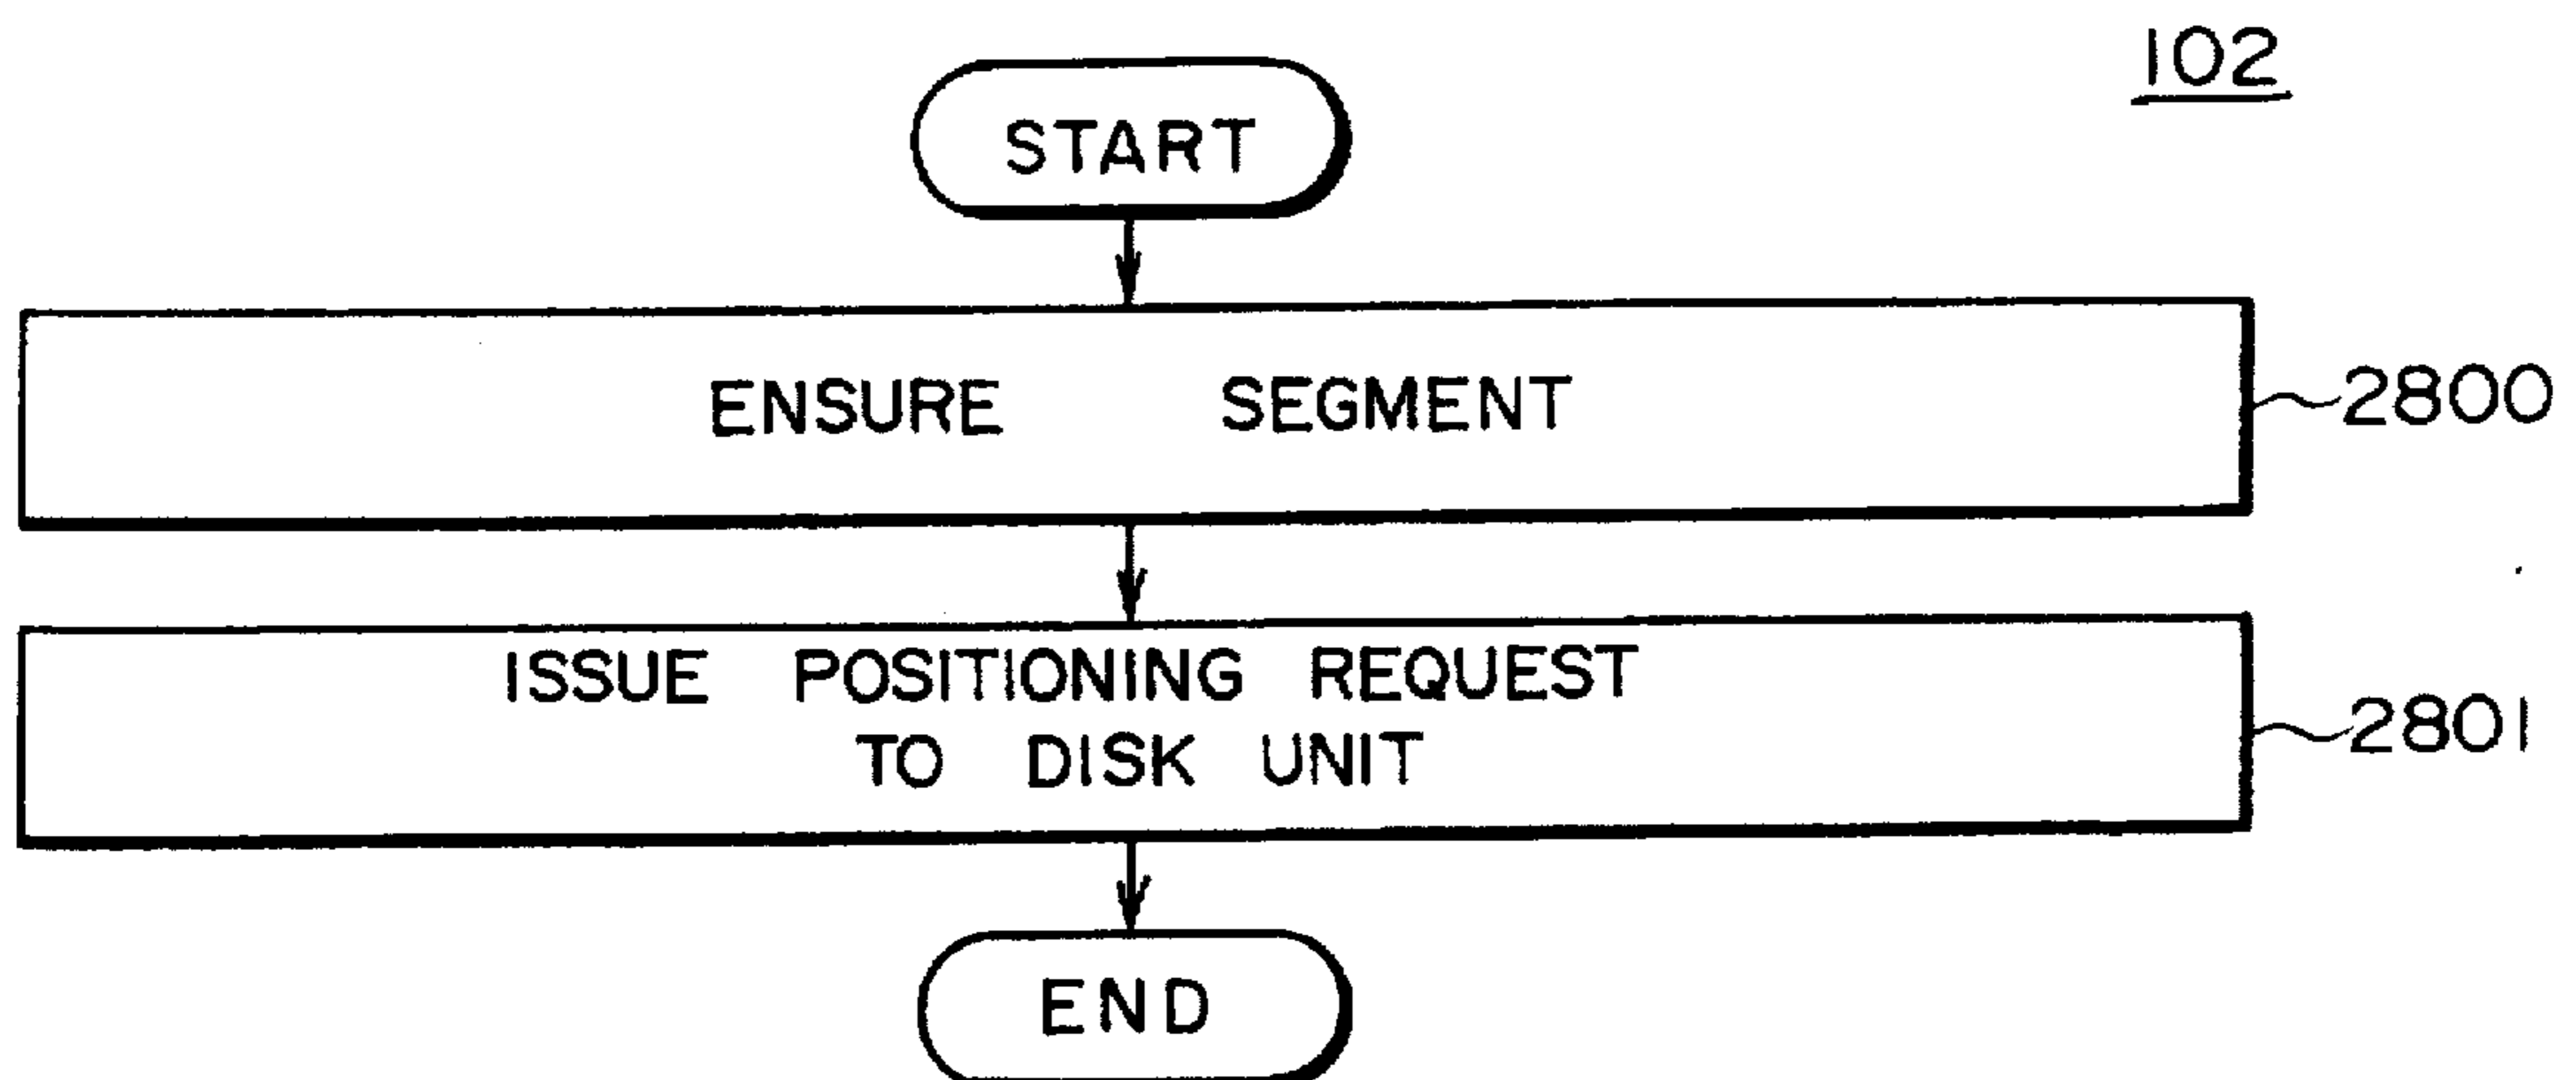 102
START
ENSURE SEGMENT
2800
ISSUE POSITIONING REQUEST
TO DISK UNIT
2801
END